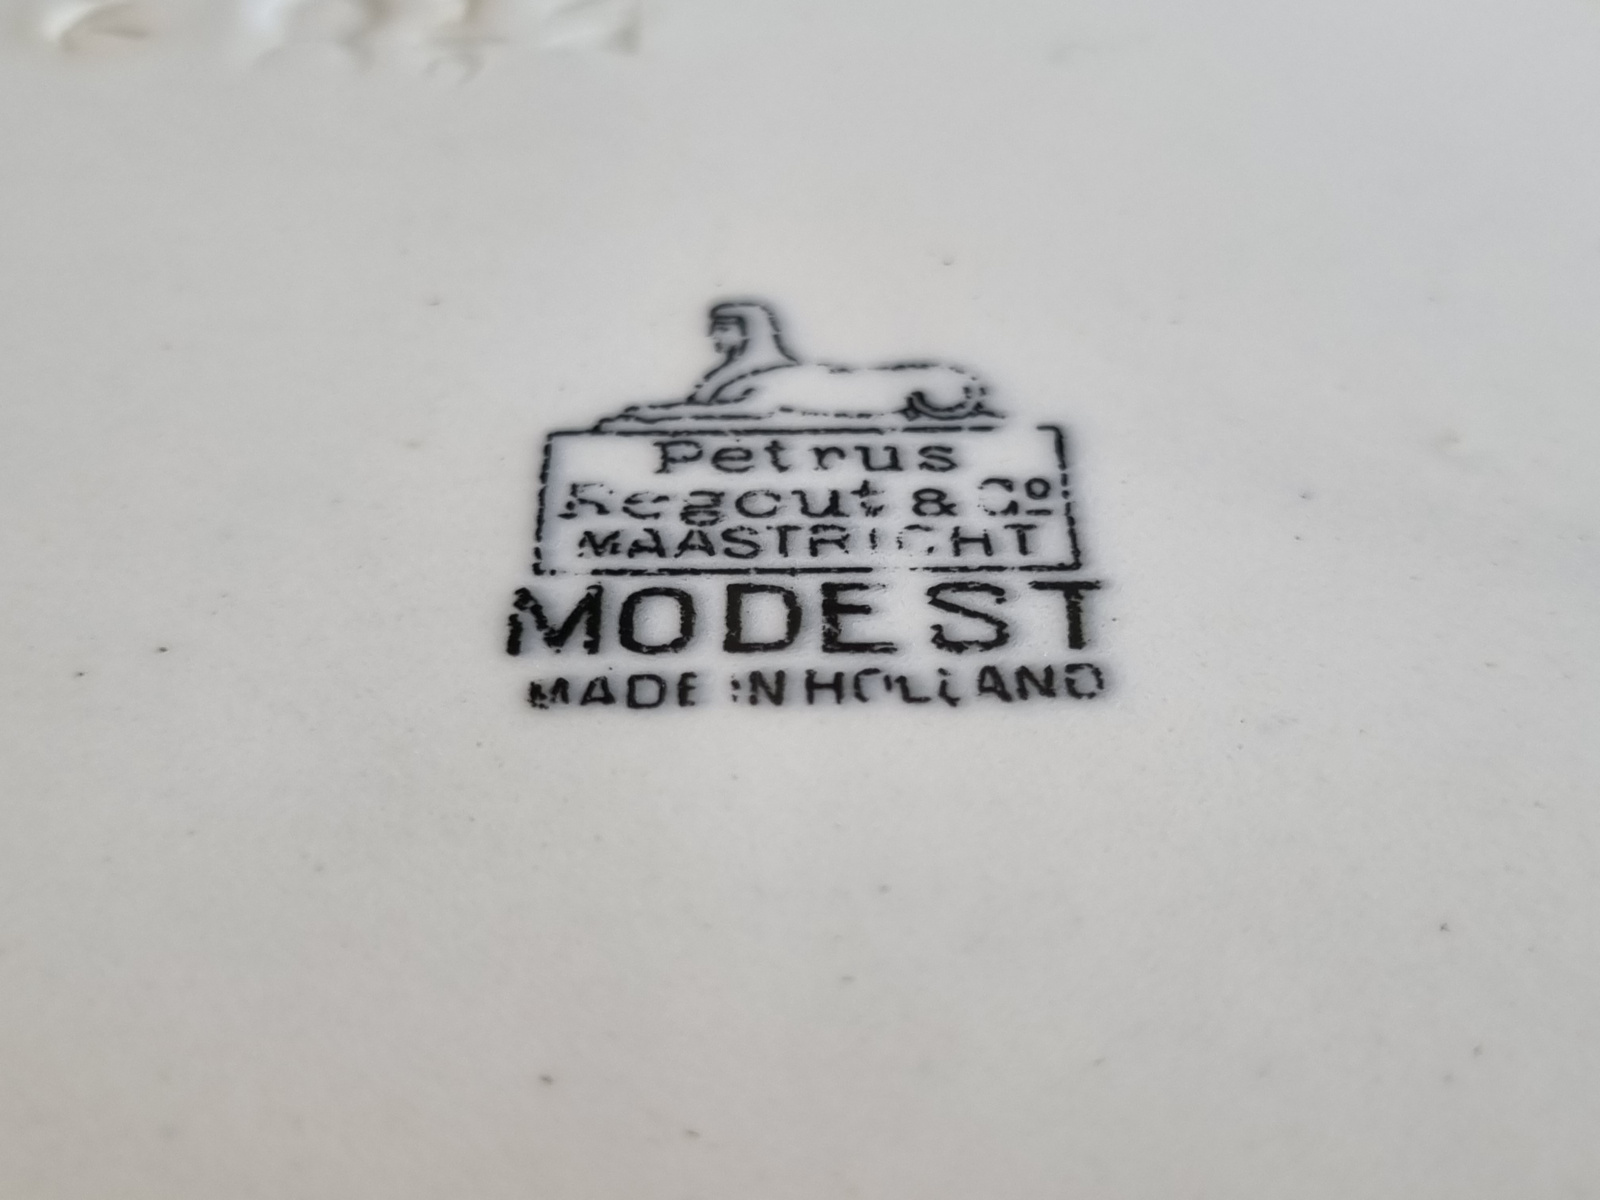 Petrus
Regout & Cº
MAASTRICHT
MODEST
MADE IN HOLLAND